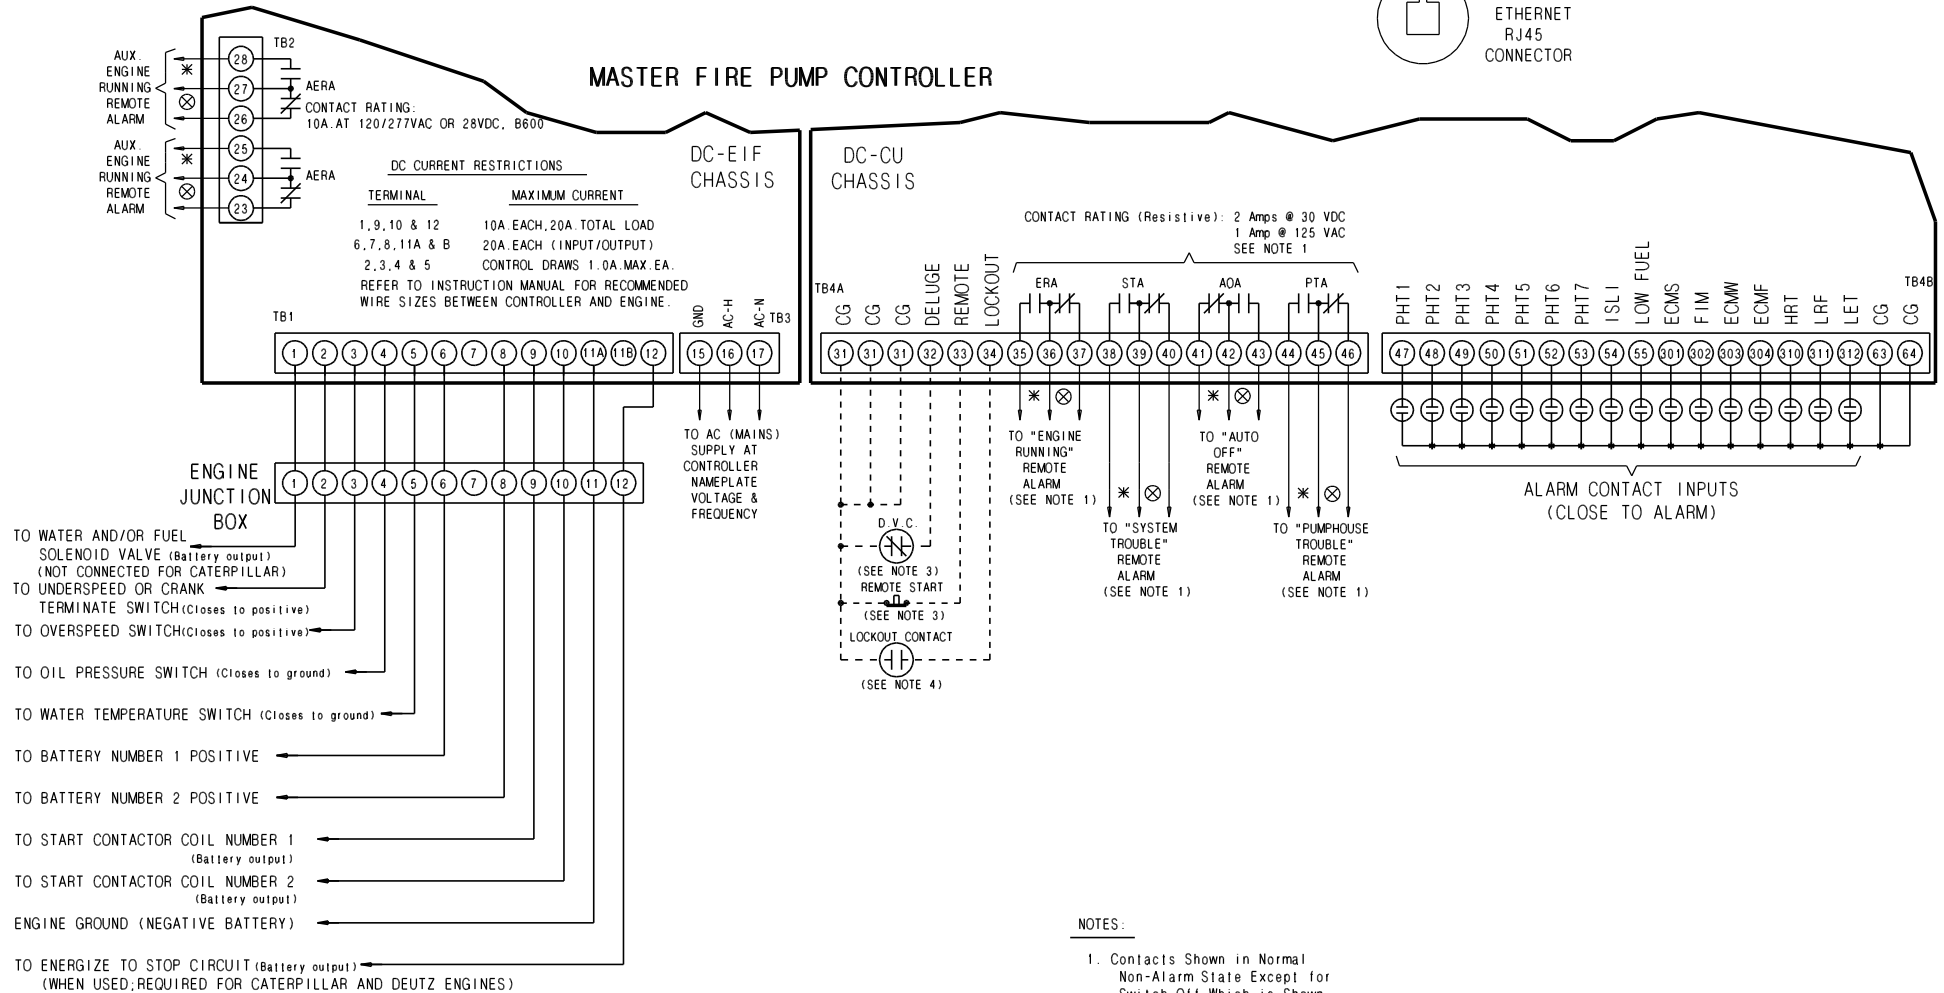 ETHERNET
RJ45
CONNECTOR
MASTER FIRE PUMP CONTROLLER
TB2
AUX.
ENGINE
RUNNING
REMOTE
ALARM
28
27
26
AERA
CONTACT RATING:
10A.AT 120/277VAC OR 28VDC, B600
AUX.
ENGINE
RUNNING
REMOTE
ALARM
25
24
23
AERA
DC CURRENT RESTRICTIONS
TERMINAL MAXIMUM CURRENT
1,9,10 & 12 10A.EACH,20A.TOTAL LOAD
6,7,8,11A & B 20A.EACH (INPUT/OUTPUT)
2,3,4 & 5 CONTROL DRAWS 1.0A.MAX.EA.
REFER TO INSTRUCTION MANUAL FOR RECOMMENDED
WIRE SIZES BETWEEN CONTROLLER AND ENGINE.
DC-EIF
CHASSIS
DC-CU
CHASSIS
TB1
1 2 3 4 5 6 7 8 9 10 11A 11B 12
GND AC-H AC-N TB3
15 16 17
TO AC (MAINS)
SUPPLY AT
CONTROLLER
NAMEPLATE
VOLTAGE &
FREQUENCY
CONTACT RATING (Resistive): 2 Amps @ 30 VDC
1 Amp @ 125 VAC
SEE NOTE 1
TB4A
CG CG CG DELUGE REMOTE LOCKOUT
ERA STA AOA PTA
31 31 31 32 33 34 35 36 37 38 39 40 41 42 43 44 45 46
TB4B
PHT1 PHT2 PHT3 PHT4 PHT5 PHT6 PHT7 ISLI LOW FUEL ECMS FIM ECMW ECMF HRT LRF LET CG CG
47 48 49 50 51 52 53 54 55 301 302 303 304 310 311 312 63 64
TO "ENGINE
RUNNING"
REMOTE
ALARM
(SEE NOTE 1)
TO "SYSTEM
TROUBLE"
REMOTE
ALARM
(SEE NOTE 1)
TO "AUTO
OFF"
REMOTE
ALARM
(SEE NOTE 1)
TO "PUMPHOUSE
TROUBLE"
REMOTE
ALARM
(SEE NOTE 1)
ALARM CONTACT INPUTS
(CLOSE TO ALARM)
D.V.C.
(SEE NOTE 3)
REMOTE START
(SEE NOTE 3)
LOCKOUT CONTACT
(SEE NOTE 4)
ENGINE
JUNCTION
BOX
1 2 3 4 5 6 7 8 9 10 11 12
TO WATER AND/OR FUEL
SOLENOID VALVE (Battery output)
(NOT CONNECTED FOR CATERPILLAR)
TO UNDERSPEED OR CRANK
TERMINATE SWITCH(Closes to positive)
TO OVERSPEED SWITCH(Closes to positive)
TO OIL PRESSURE SWITCH (Closes to ground)
TO WATER TEMPERATURE SWITCH (Closes to ground)
TO BATTERY NUMBER 1 POSITIVE
TO BATTERY NUMBER 2 POSITIVE
TO START CONTACTOR COIL NUMBER 1
(Battery output)
TO START CONTACTOR COIL NUMBER 2
(Battery output)
ENGINE GROUND (NEGATIVE BATTERY)
TO ENERGIZE TO STOP CIRCUIT(Battery output)
(WHEN USED;REQUIRED FOR CATERPILLAR AND DEUTZ ENGINES)
NOTES:
1. Contacts Shown in Normal
Non-Alarm State Except for
Switch Off Which is Shown